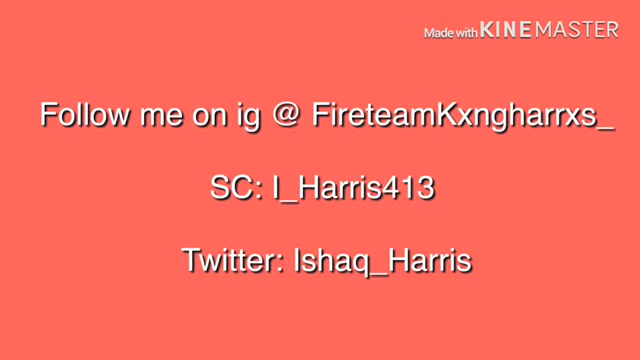 Made with KINEMASTER
Follow me on ig @ FireteamKxngharrxs_
SC: I_Harris413
Twitter: Ishaq_Harris